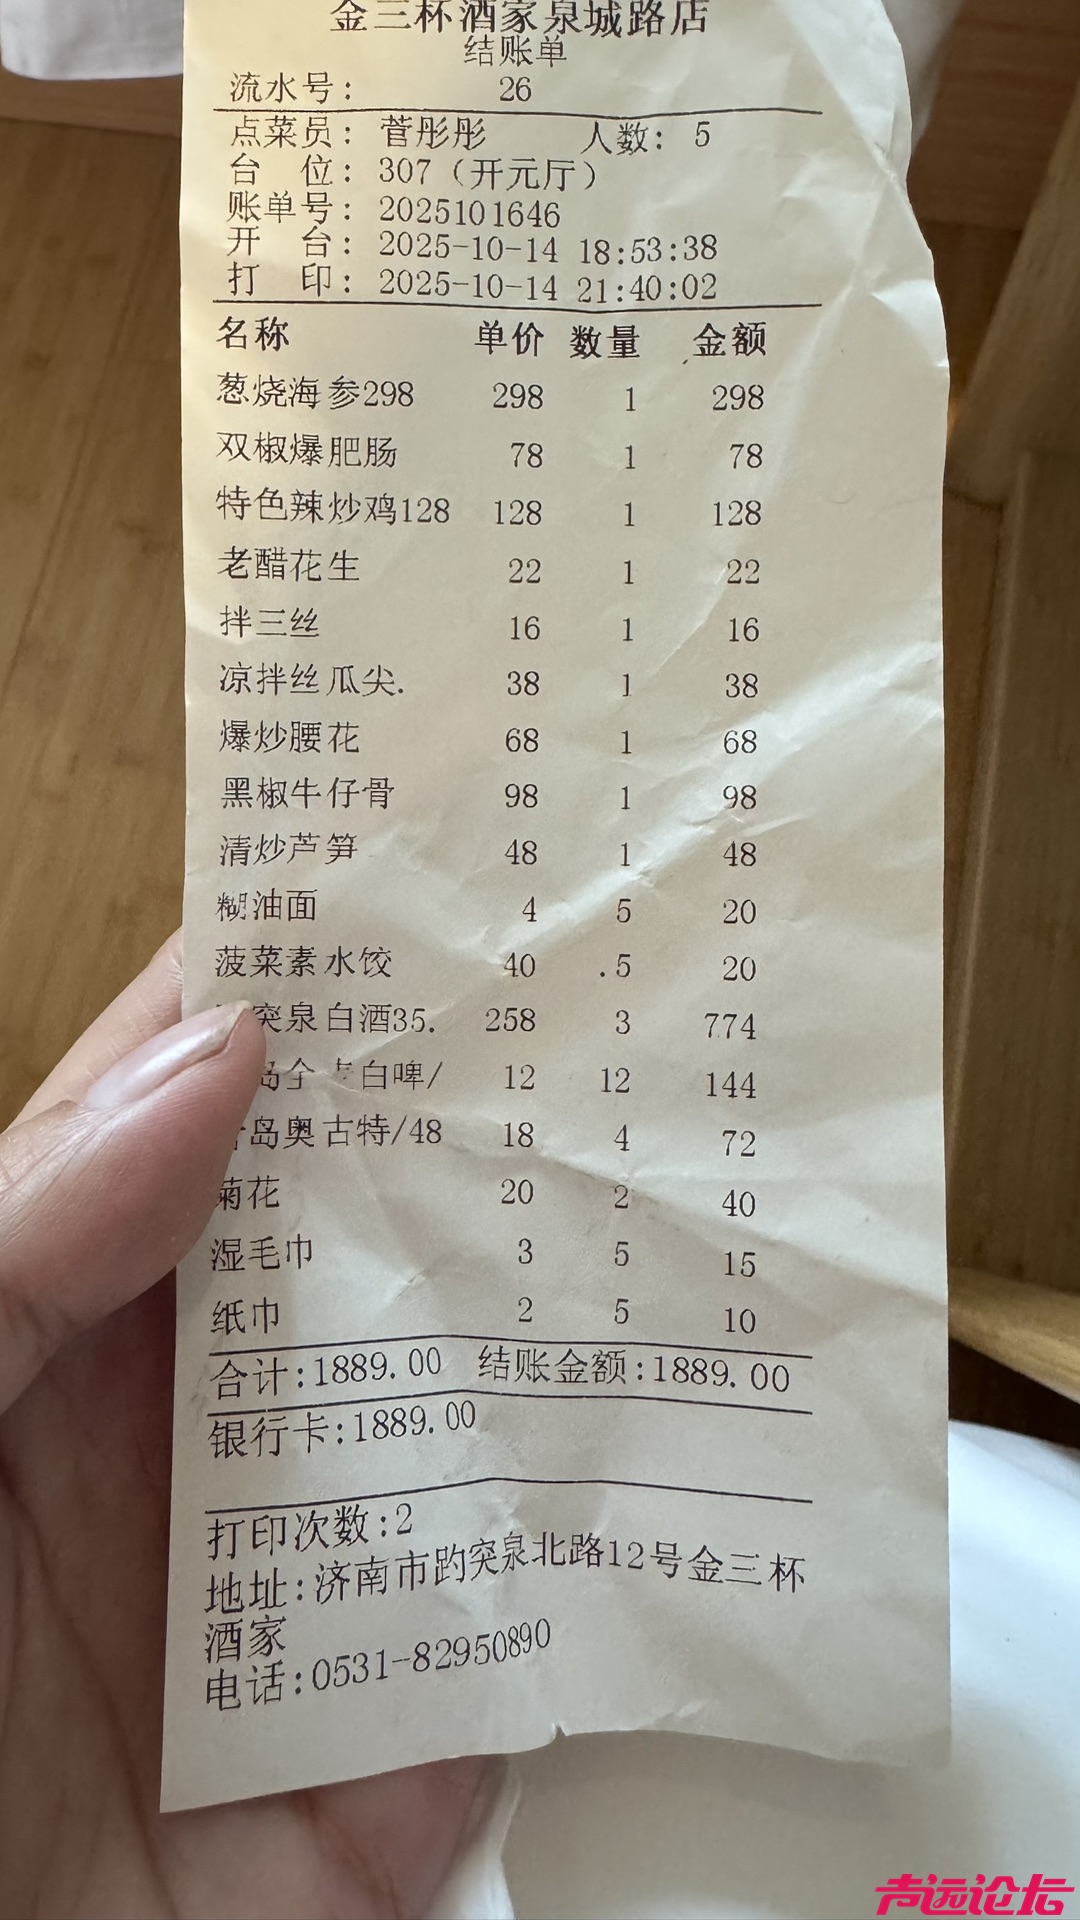 金三杯酒家泉城路店
结账单
流水号: 26
点菜员: 菅彤彤 人数: 5
台 位: 307 (开元厅)
账单号: 2025101646
开 台: 2025-10-14 18:53:38
打 印: 2025-10-14 21:40:02
名称 单价 数量 金额
葱烧海参298 298 1 298
双椒爆肥肠 78 1 78
特色辣炒鸡128 128 1 128
老醋花生 22 1 22
拌三丝 16 1 16
凉拌丝瓜尖. 38 1 38
爆炒腰花 68 1 68
黑椒牛仔骨 98 1 98
清炒芦笋 48 1 48
糊油面 4 5 20
菠菜素水饺 40 .5 20
突泉白酒35. 258 3 774
岛全 白啤/ 12 12 144
岛奥古特/48 18 4 72
菊花 20 2 40
湿毛巾 3 5 15
纸巾 2 5 10
合计:1889.00 结账金额:1889.00
银行卡:1889.00
打印次数:2
地址:济南市趵突泉北路12号金三杯
酒家
电话:0531-82950890
声远论坛